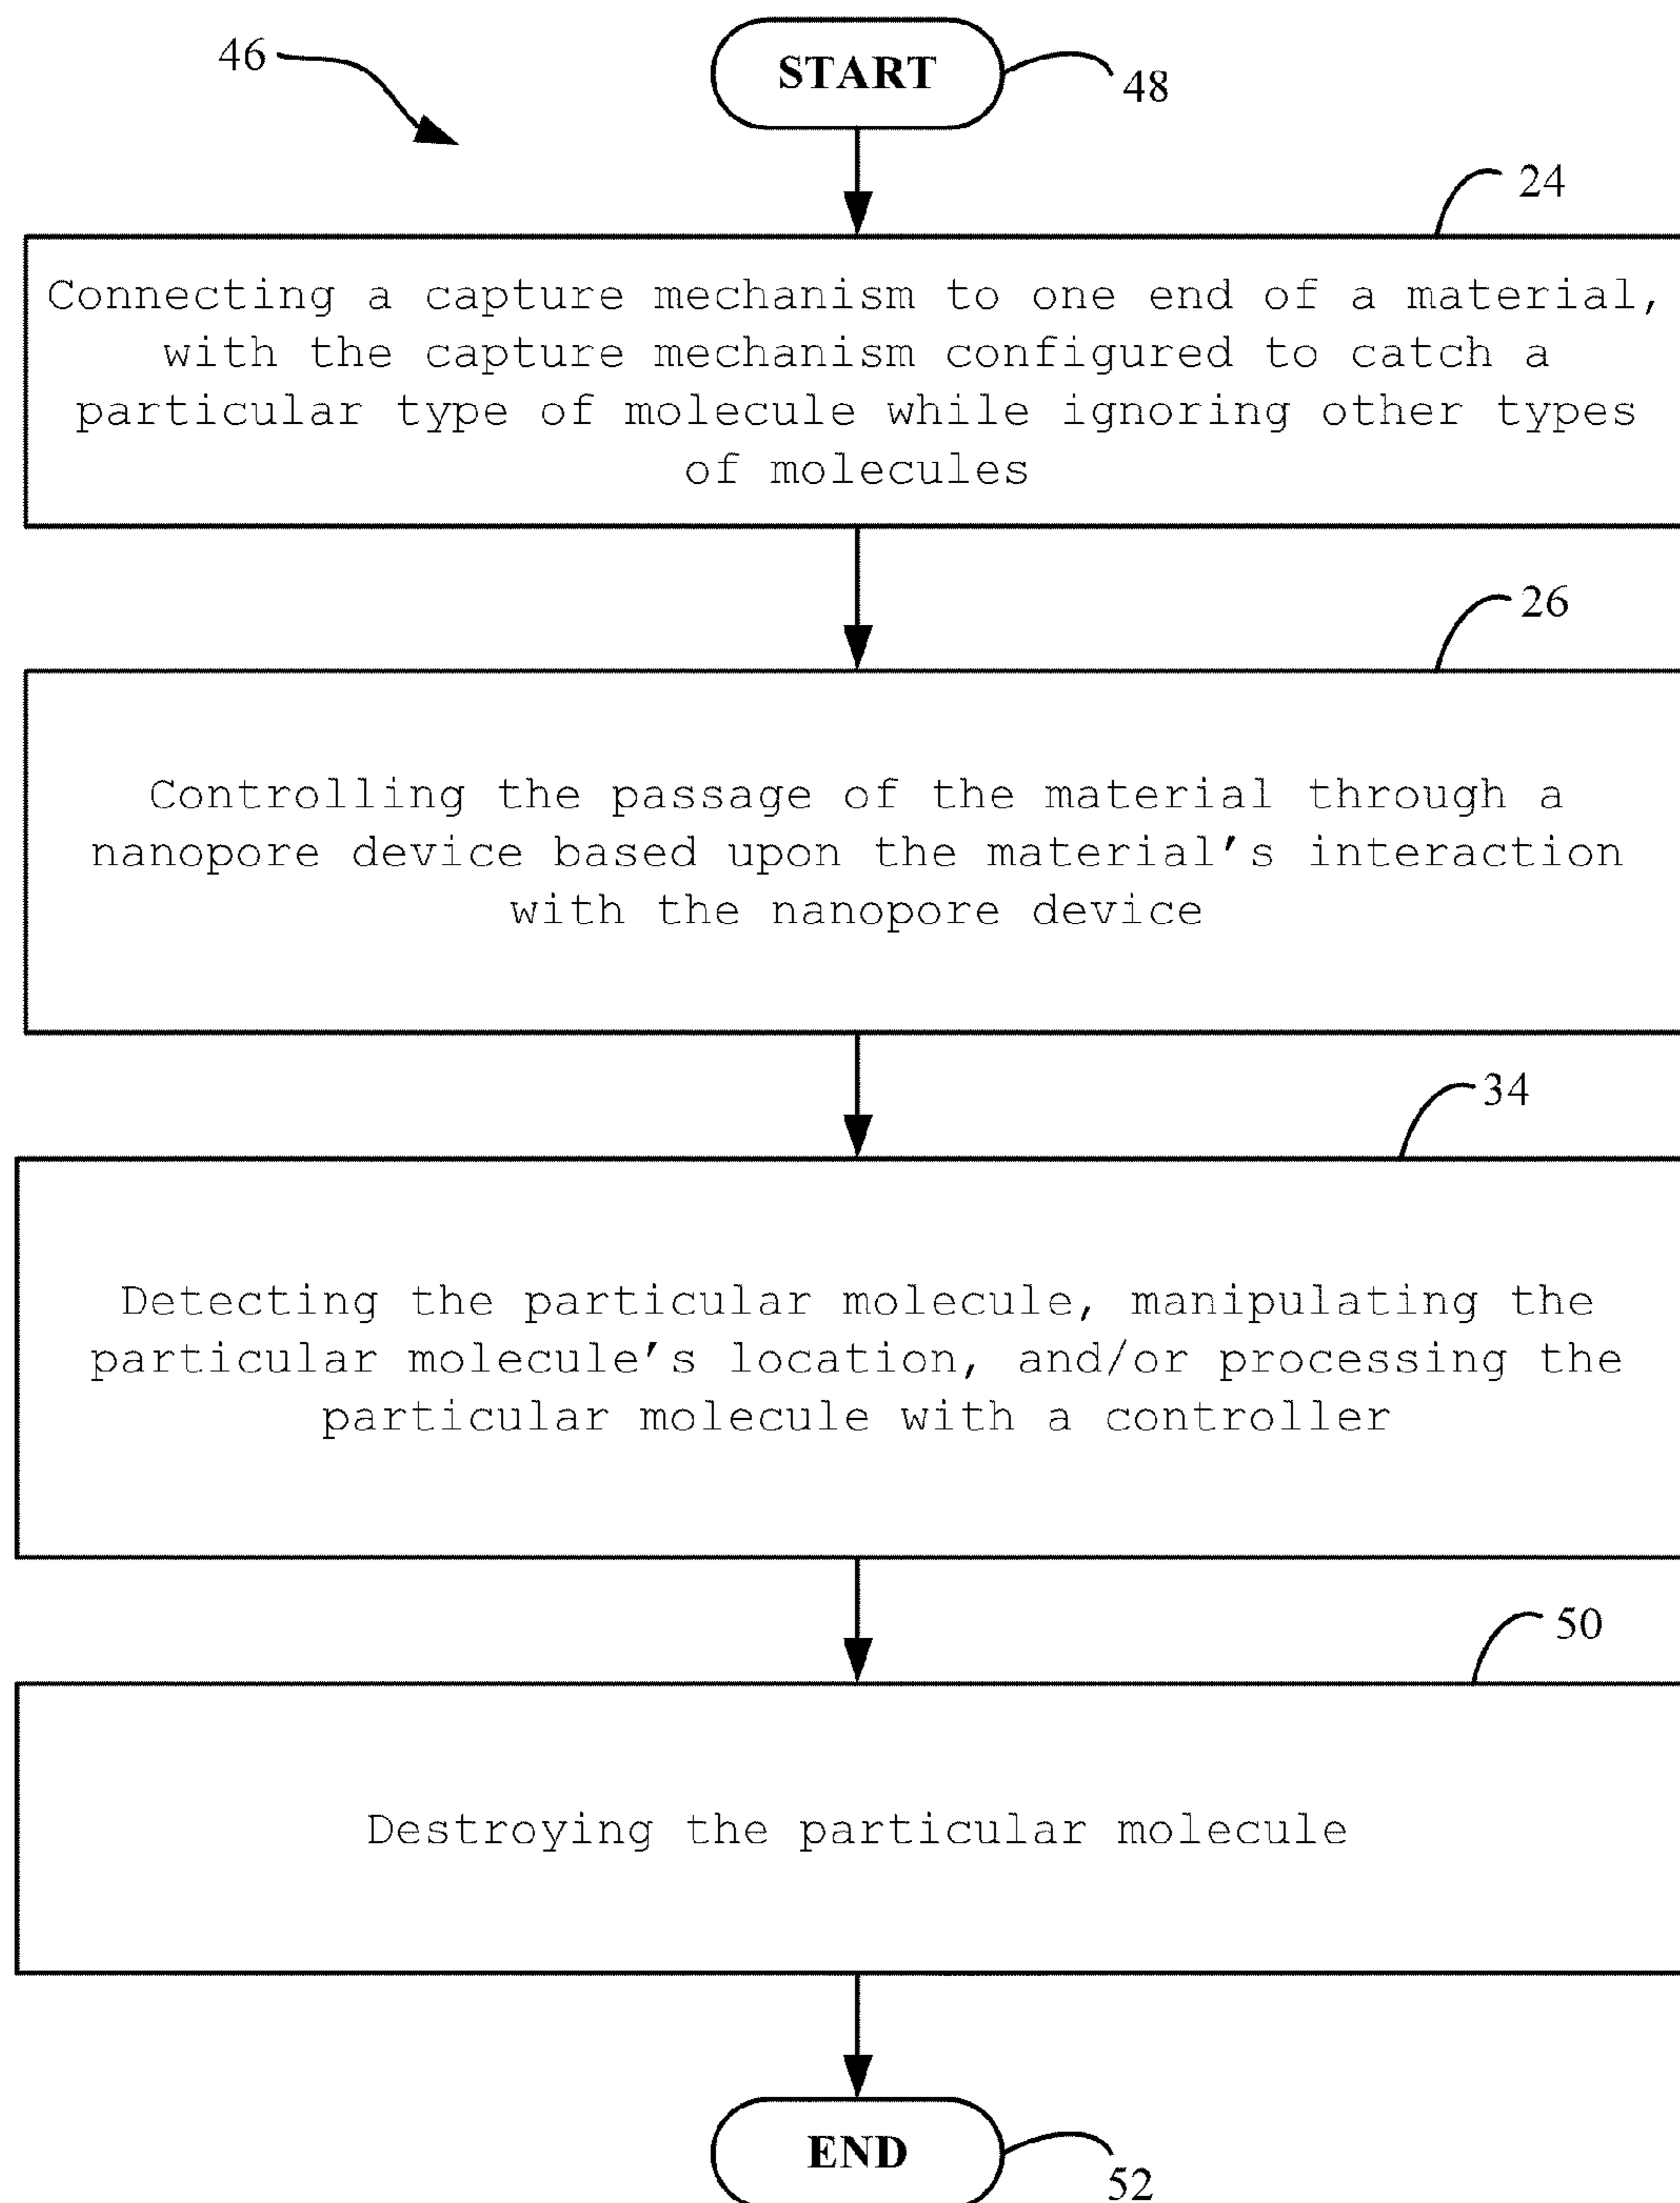 46
START
48
24
Connecting a capture mechanism to one end of a material,
with the capture mechanism configured to catch a
particular type of molecule while ignoring other types
of molecules
26
Controlling the passage of the material through a
nanopore device based upon the material's interaction
with the nanopore device
34
Detecting the particular molecule, manipulating the
particular molecule's location, and/or processing the
particular molecule with a controller
50
Destroying the particular molecule
END
52